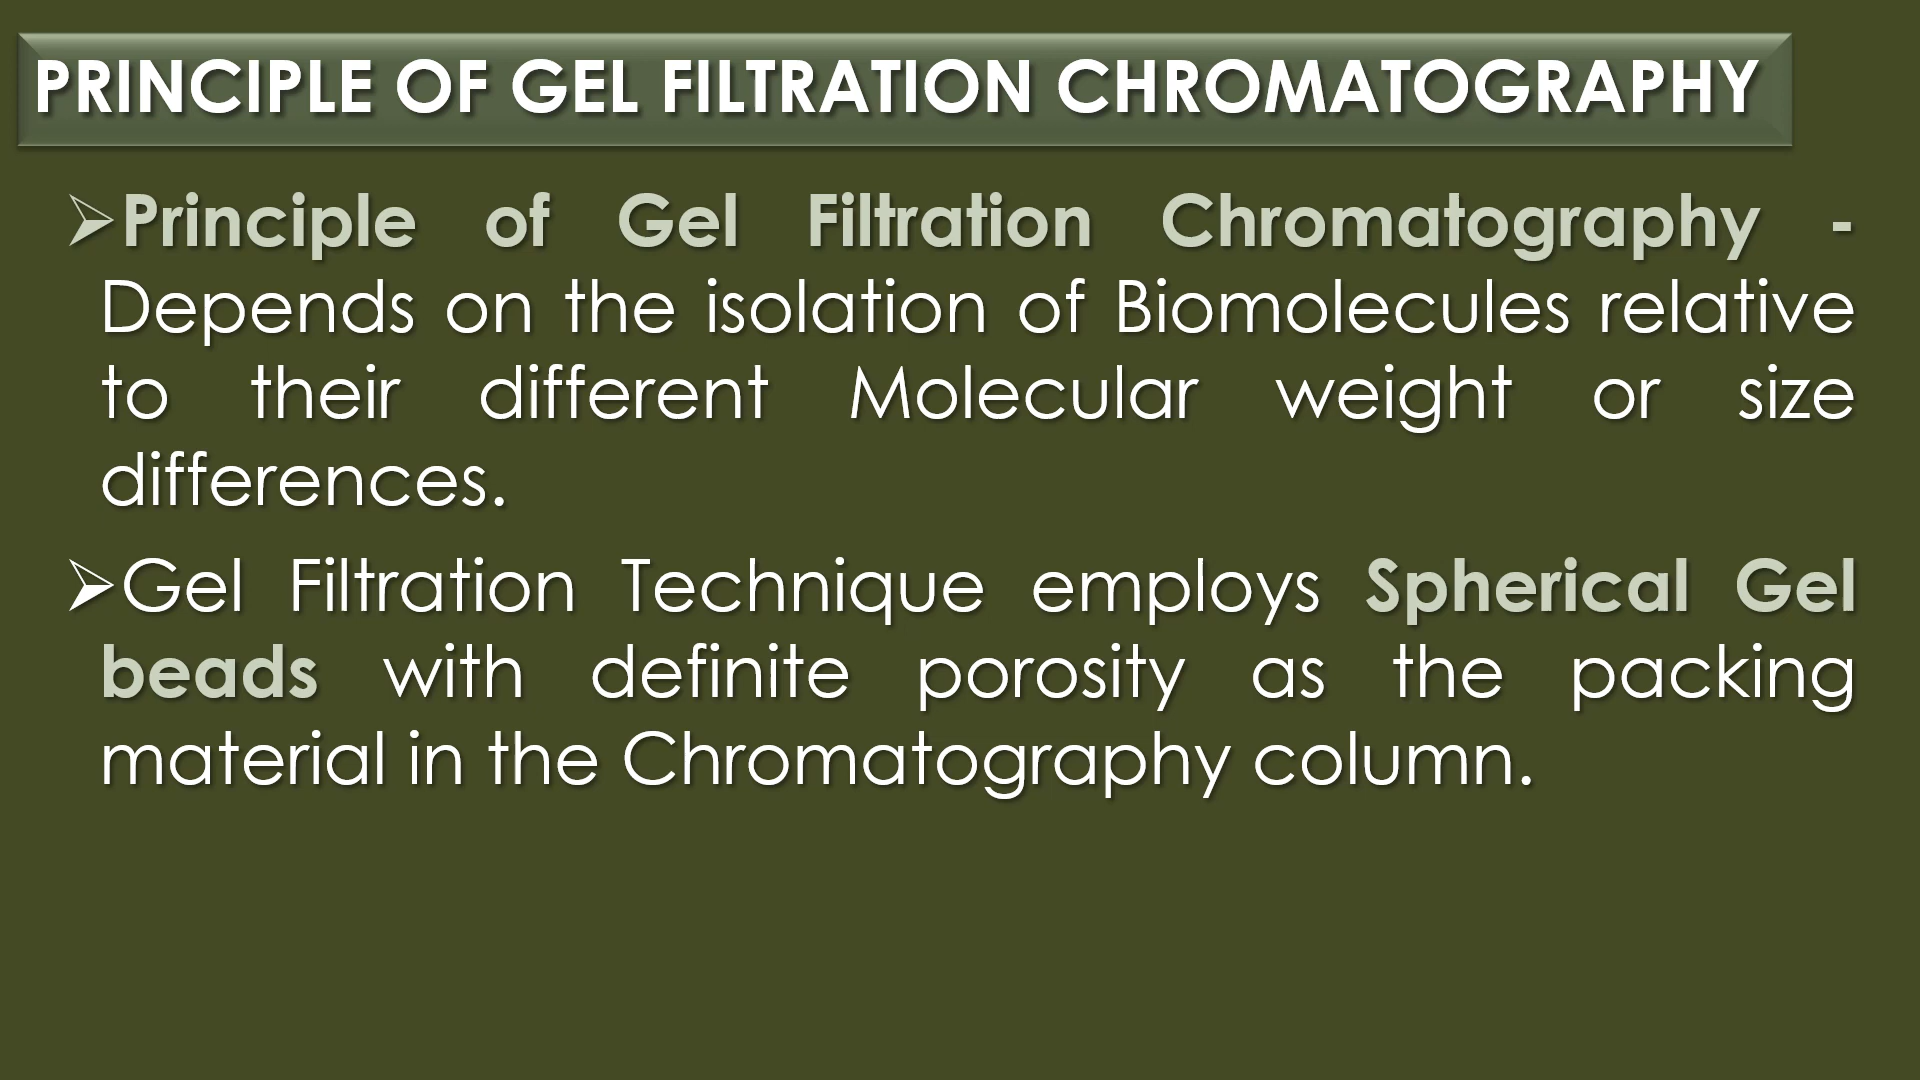 PRINCIPLE OF GEL FILTRATION CHROMATOGRAPHY
➢Principle of Gel Filtration Chromatography -
Depends on the isolation of Biomolecules relative
to their different Molecular weight or size
differences.
➢Gel Filtration Technique employs Spherical Gel
beads with definite porosity as the packing
material in the Chromatography column.